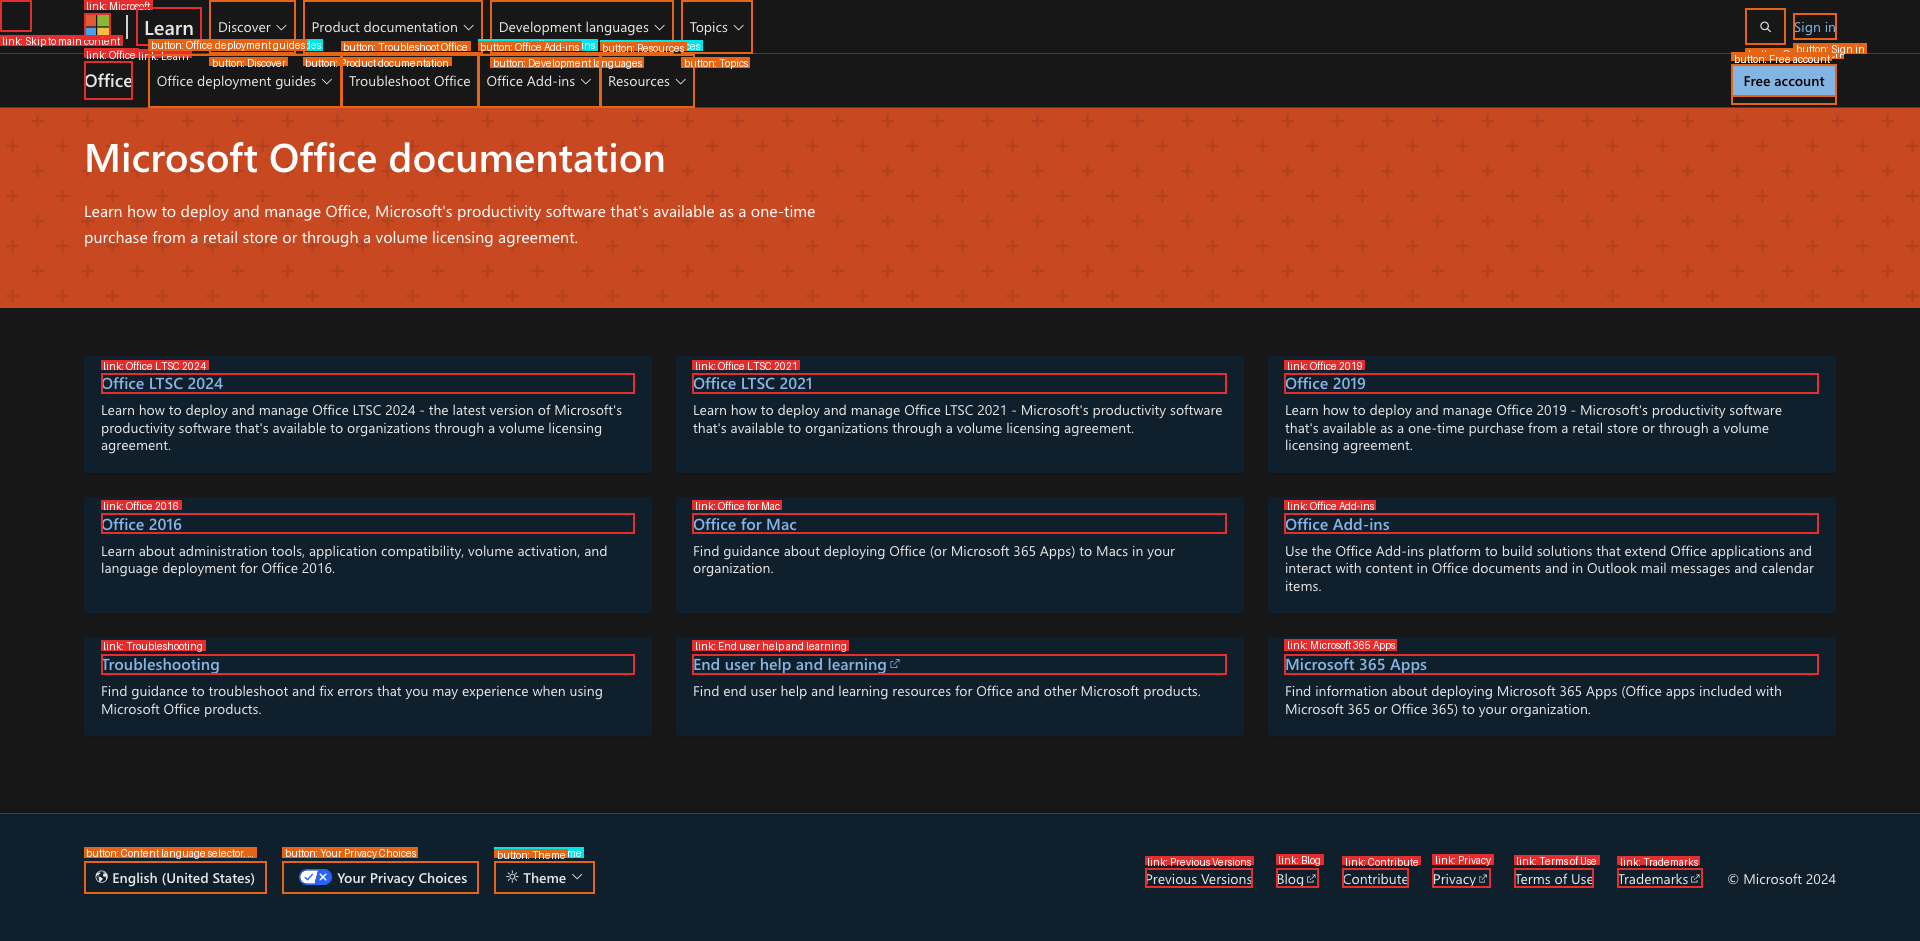 link: Microsoft
Learn
Discover
Product documentation
Development languages
Topics
Sign in
link: Skip to main content
button: Office deployment guides
button: Troubleshoot Office
button: Office Add-ins
button: Resources
button: Sign in
link: Office
link: Learn
button: Discover
button: Product documentation
button: Development languages
button: Topics
button: Free account
Office
Office deployment guides
Troubleshoot Office
Office Add-ins
Resources
Free account
Microsoft Office documentation
Learn how to deploy and manage Office, Microsoft's productivity software that's available as a one-time
purchase from a retail store or through a volume licensing agreement.
link: Office LTSC 2024
Office LTSC 2024
Learn how to deploy and manage Office LTSC 2024 - the latest version of Microsoft's
productivity software that's available to organizations through a volume licensing
agreement.
link: Office LTSC 2021
Office LTSC 2021
Learn how to deploy and manage Office LTSC 2021 - Microsoft's productivity software
that's available to organizations through a volume licensing agreement.
link: Office 2019
Office 2019
Learn how to deploy and manage Office 2019 - Microsoft's productivity software
that's available as a one-time purchase from a retail store or through a volume
licensing agreement.
link: Office 2016
Office 2016
Learn about administration tools, application compatibility, volume activation, and
language deployment for Office 2016.
link: Office for Mac
Office for Mac
Find guidance about deploying Office (or Microsoft 365 Apps) to Macs in your
organization.
link: Office Add-ins
Office Add-ins
Use the Office Add-ins platform to build solutions that extend Office applications and
interact with content in Office documents and in Outlook mail messages and calendar
items.
link: Troubleshooting
Troubleshooting
Find guidance to troubleshoot and fix errors that you may experience when using
Microsoft Office products.
link: End user help and learning
End user help and learning
Find end user help and learning resources for Office and other Microsoft products.
link: Microsoft 365 Apps
Microsoft 365 Apps
Find information about deploying Microsoft 365 Apps (Office apps included with
Microsoft 365 or Office 365) to your organization.
button: Content language selector. ...
English (United States)
button: Your Privacy Choices
Your Privacy Choices
button: Theme
Theme
link: Previous Versions
Previous Versions
link: Blog
Blog
link: Contribute
Contribute
link: Privacy
Privacy
link: Terms of Use
Terms of Use
link: Trademarks
Trademarks
© Microsoft 2024